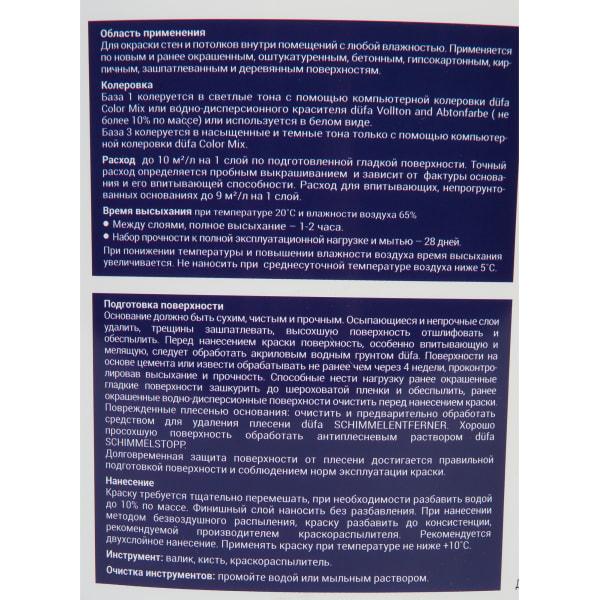 Область применения
Для окраски стен и потолков внутри помещений с любой влажностью. Применяется
по новым и ранее окрашенным, оштукатуренным, бетонным, гипсокартонным, кир-
пичным, зашпатлеванным и деревянным поверхностям.
Колеровка
База 1 колеруется в светлые тона с помощью компьютерной колеровки düfa
Color Mix или водно-дисперсионного красителя düfa Vollton and Abtonfarbe ( не
более 10% по массе) или используется в белом виде.
База 3 колеруется в насыщенные и темные тона только с помощью компьютер-
ной колеровки düfa Color Mix.
Расход до 10 м²/л на 1 слой по подготовленной гладкой поверхности. Точный
расход определяется пробным выкрашиванием и зависит от фактуры основа-
ния и его впитывающей способности. Расход для впитывающих, непрогрунто-
ванных основаниях до 9 м²/л на 1 слой.
Время высыхания при температуре 20°С и влажности воздуха 65%
● Между слоями, полное высыхание – 1-2 часа.
● Набор прочности к полной эксплуатационной нагрузке и мытью – 28 дней.
При понижении температуры и повышении влажности воздуха время высыхания
увеличивается. Не наносить при среднесуточной температуре воздуха ниже 5°С.
Подготовка поверхности
Основание должно быть сухим, чистым и прочным. Осыпающиеся и непрочные слои
удалить, трещины зашпатлевать, высохшую поверхность отшлифовать и
обеспылить. Перед нанесением краски поверхность, особенно впитывающую и
мелящую, следует обработать акриловым водным грунтом düfa. Поверхности на
основе цемента или извести обрабатывать не ранее чем через 4 недели, проконтро-
лировав высыхание и прочность. Способные нести нагрузку ранее окрашенные
гладкие поверхности зашкурить до шероховатой пленки и обеспылить, ранее
окрашенные водно-дисперсионные поверхности очистить перед нанесением краски.
Поврежденные плесенью основания: очистить и предварительно обработать
средством для удаления плесени düfa SCHIMMELENTFERNER. Хорошо
просохшую поверхность обработать антиплесневым раствором düfa
SCHIMMELSTOPP.
Долговременная защита поверхности от плесени достигается правильной
подготовкой поверхности и соблюдением норм эксплуатации краски.
Нанесение
Краску требуется тщательно перемешать, при необходимости разбавить водой
до 10% по массе. Финишный слой наносить без разбавления. При нанесении
методом безвоздушного распыления, краску разбавить до консистенции,
рекомендуемой производителем краскораспылителя. Рекомендуется
двухслойное нанесение. Применять краску при температуре не ниже +10°С.
Инструмент: валик, кисть, краскораспылитель.
Очистка инструментов: промойте водой или мыльным раствором.